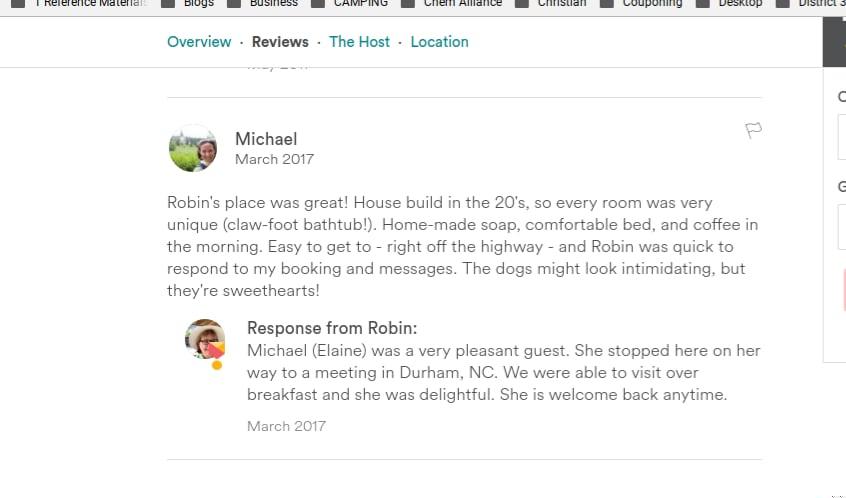 1 Reference Materials Blogs Business CAMPING Chem Alliance Christian Couponing Desktop District 3
Overview · Reviews · The Host · Location
Michael
March 2017
Robin's place was great! House build in the 20's, so every room was very
unique (claw-foot bathtub!). Home-made soap, comfortable bed, and coffee in
the morning. Easy to get to - right off the highway - and Robin was quick to
respond to my booking and messages. The dogs might look intimidating, but
they're sweethearts!
Response from Robin:
Michael (Elaine) was a very pleasant guest. She stopped here on her
way to a meeting in Durham, NC. We were able to visit over
breakfast and she was delightful. She is welcome back anytime.
March 2017